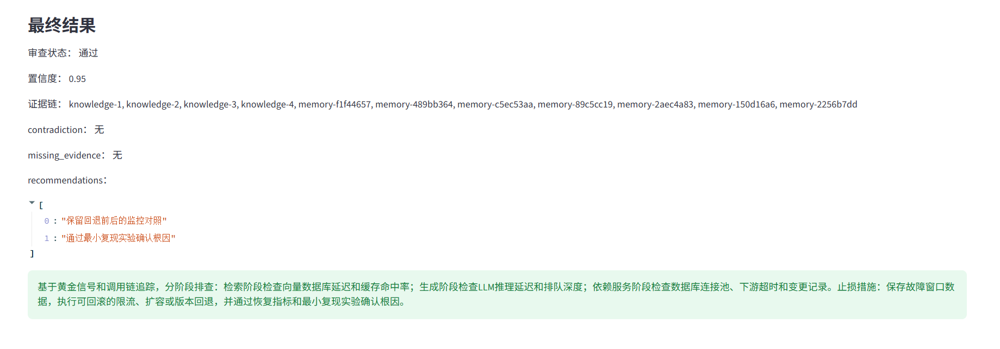 最终结果
审查状态： 通过
置信度： 0.95
证据链： knowledge-1, knowledge-2, knowledge-3, knowledge-4, memory-f1f44657, memory-489bb364, memory-c5ec53aa, memory-89c5cc19, memory-2aec4a83, memory-150d16a6, memory-2256b7dd
contradiction： 无
missing_evidence： 无
recommendations：
[
0 : "保留回退前后的监控对照"
1 : "通过最小复现实验确认根因"
]
基于黄金信号和调用链追踪，分阶段排查：检索阶段检查向量数据库延迟和缓存命中率；生成阶段检查LLM推理延迟和排队深度；依赖服务阶段检查数据库连接池、下游超时和变更记录。止损措施：保存故障窗口数
据，执行可回滚的限流、扩容或版本回退，并通过恢复指标和最小复现实验确认根因。